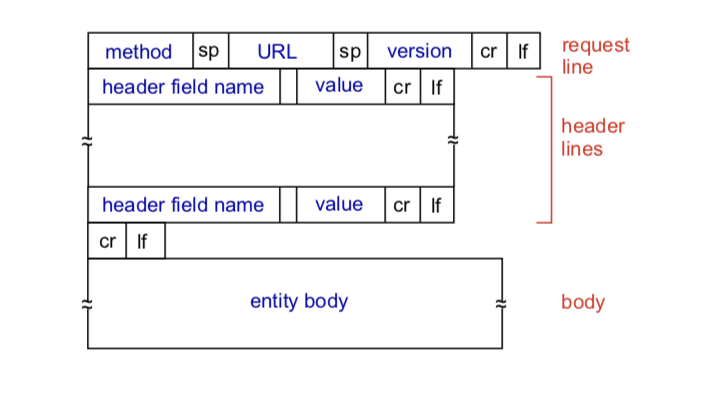 method sp URL sp version cr lf
request
line
header field name value cr lf
header
lines
header field name value cr lf
cr lf
entity body
body